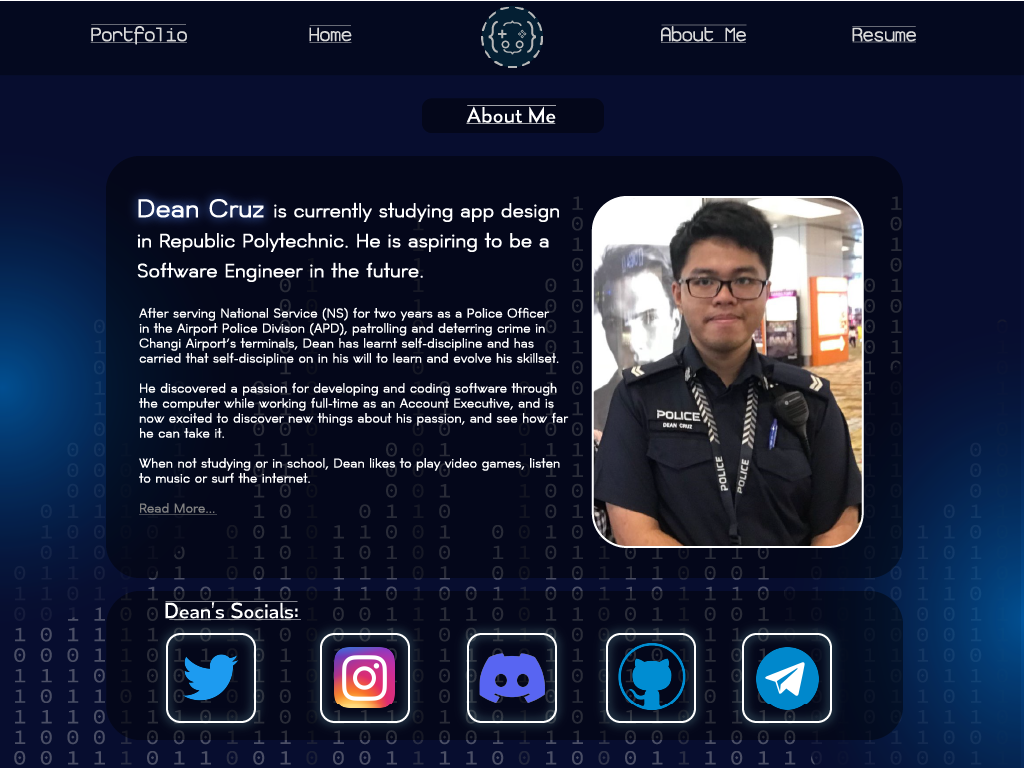 Portfolio
Home
About Me
Resume
About Me
Dean Cruz is currently studying app design
in Republic Polytechnic. He is aspiring to be a
Software Engineer in the future.
After serving National Service (NS) for two years as a Police Officer
in the Airport Police Divison (APD), patrolling and deterring crime in
Changi Airport's terminals, Dean has learnt self-discipline and has
carried that self-discipline on in his will to learn and evolve his skillset.
He discovered a passion for developing and coding software through
the computer while working full-time as an Account Executive, and is
now excited to discover new things about his passion, and see how far
he can take it.
When not studying or in school, Dean likes to play video games, listen
to music or surf the internet.
Read More...
POLICE
DEAN CRUZ
POLICE
POLICE
Dean's Socials: